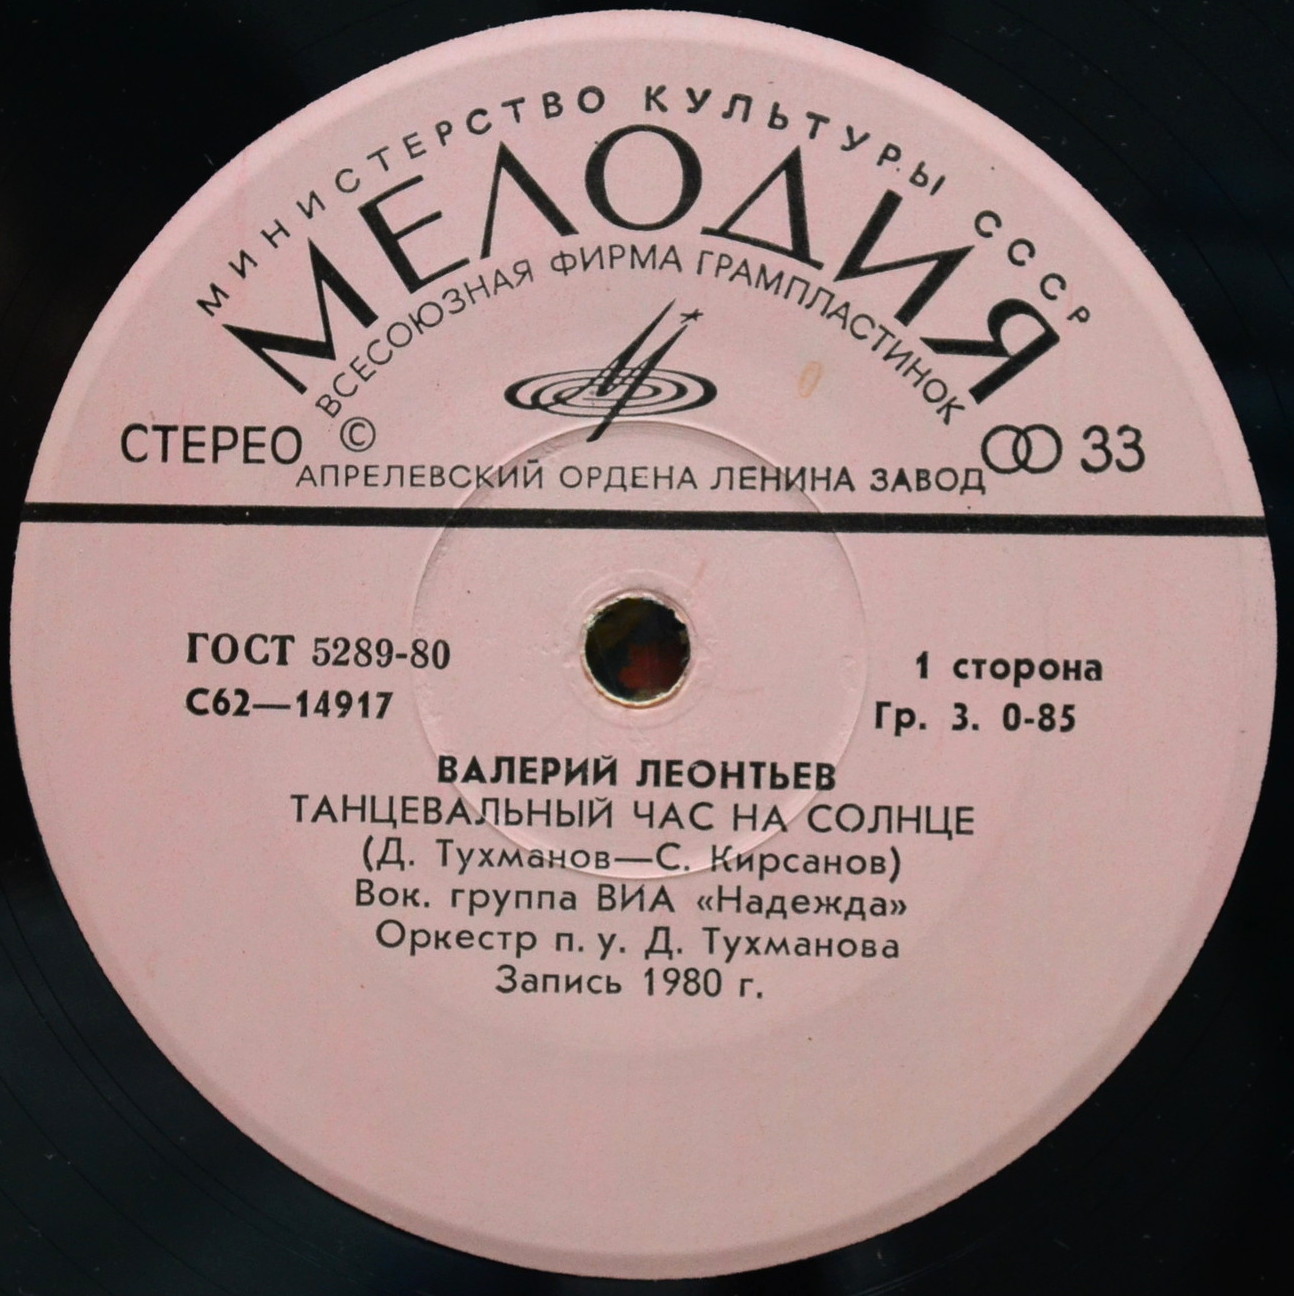 МИНИСТЕРСТВО КУЛЬТУРЫ СССР
МЕЛОДИЯ
ВСЕСОЮЗНАЯ ФИРМА ГРАМПЛАСТИНОК
СТЕРЕО © 33
АПРЕЛЕВСКИЙ ОРДЕНА ЛЕНИНА ЗАВОД
ГОСТ 5289-80 1 сторона
С62—14917 Гр. 3. 0-85
ВАЛЕРИЙ ЛЕОНТЬЕВ
ТАНЦЕВАЛЬНЫЙ ЧАС НА СОЛНЦЕ
(Д. Тухманов—С. Кирсанов)
Вок. группа ВИА «Надежда»
Оркестр п. у. Д. Тухманова
Запись 1980 г.